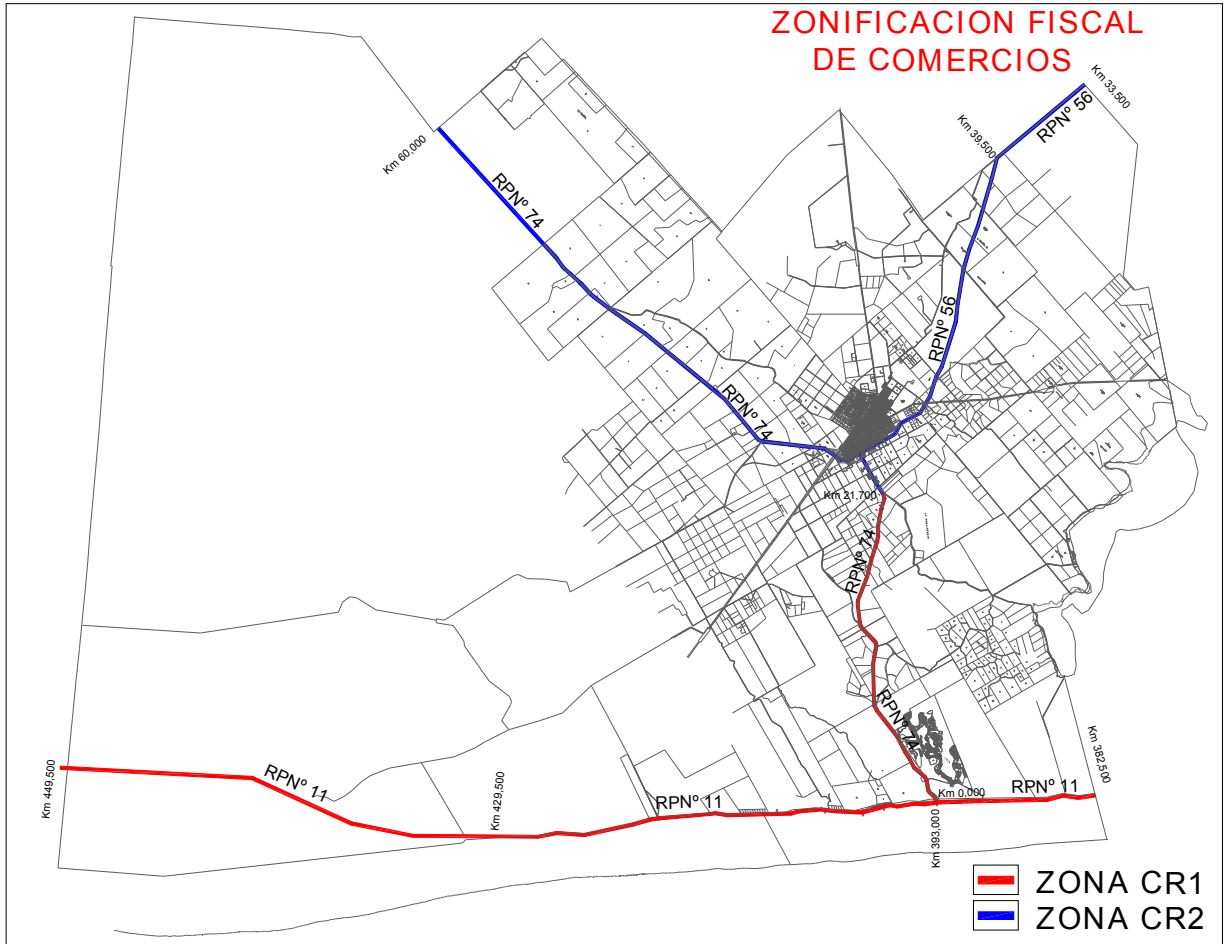 ZONIFICACION FISCAL
DE COMERCIOS
Km 33,500
RPNº 56
Km 39,500
Km 60,000
RPNº 74
RPNº 56
RPNº 74
Km 21,700
RPNº 74
RPNº 74
Km 382,500
Km 449,500
RPNº 11
Km 429,500
RPNº 11
Km 0,000
RPNº 11
Km 393,000
ZONA CR1
ZONA CR2